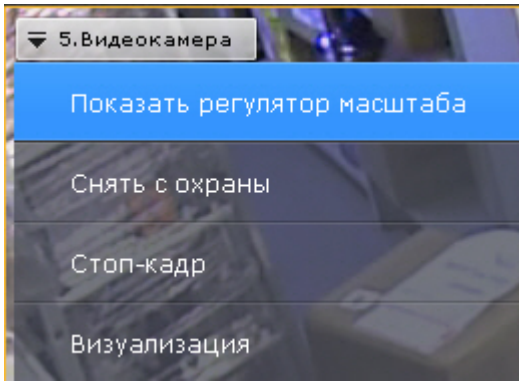 5.Видеокамера
Показать регулятор масштаба
Снять с охраны
Стоп-кадр
Визуализация